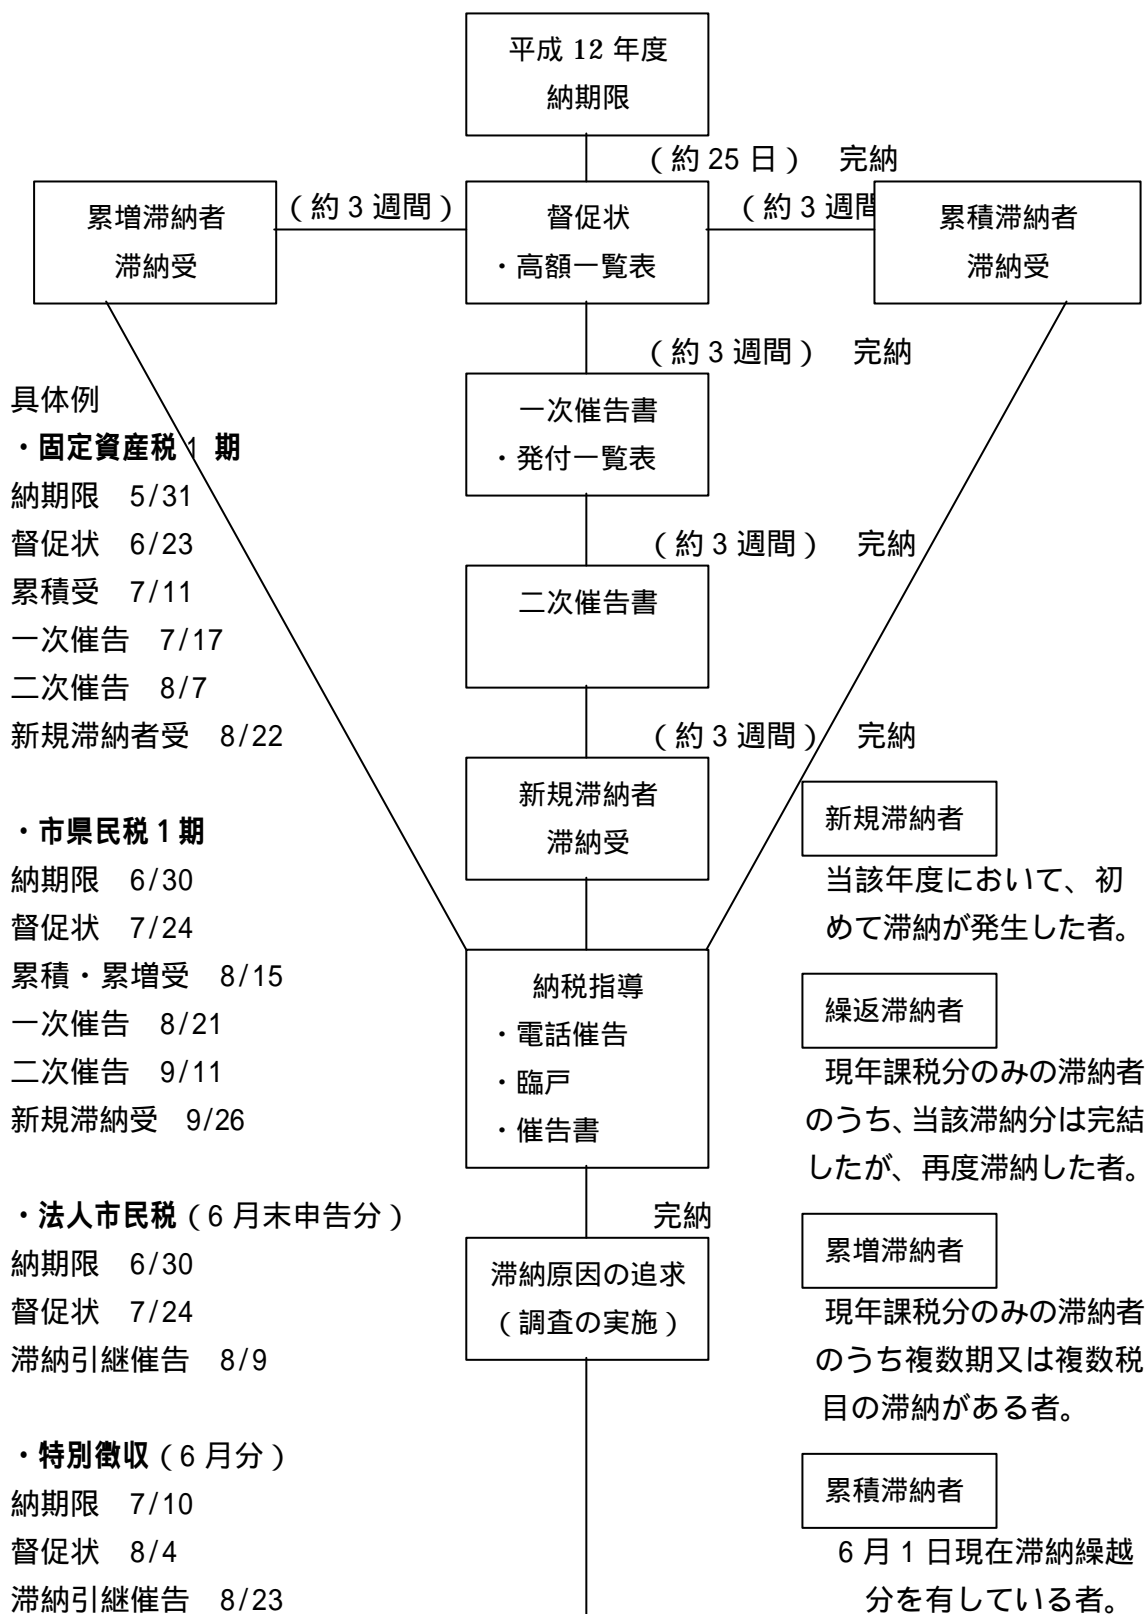 平成 12 年度
納期限
（約 25 日）　完納
累増滞納者
滞納受
（約 3 週間）
督促状
・高額一覧表
（約 3 週間
累積滞納者
滞納受
（約 3 週間）　完納
一次催告書
・発付一覧表
（約 3 週間）　完納
二次催告書
（約 3 週間）　完納
新規滞納者
滞納受
納税指導
・電話催告
・臨戸
・催告書
完納
滞納原因の追求
（調査の実施）
具体例
・固定資産税 1 期
納期限　5/31
督促状　6/23
累積受　7/11
一次催告　7/17
二次催告　8/7
新規滞納者受　8/22
・市県民税 1 期
納期限　6/30
督促状　7/24
累積・累増受　8/15
一次催告　8/21
二次催告　9/11
新規滞納受　9/26
・法人市民税（6 月末申告分）
納期限　6/30
督促状　7/24
滞納引継催告　8/9
・特別徴収（6 月分）
納期限　7/10
督促状　8/4
滞納引継催告　8/23
新規滞納者
当該年度において、初
めて滞納が発生した者。
繰返滞納者
現年課税分のみの滞納者
のうち、当該滞納分は完結
したが、再度滞納した者。
累増滞納者
現年課税分のみの滞納者
のうち複数期又は複数税
目の滞納がある者。
累積滞納者
6 月 1 日現在滞納繰越
分を有している者。